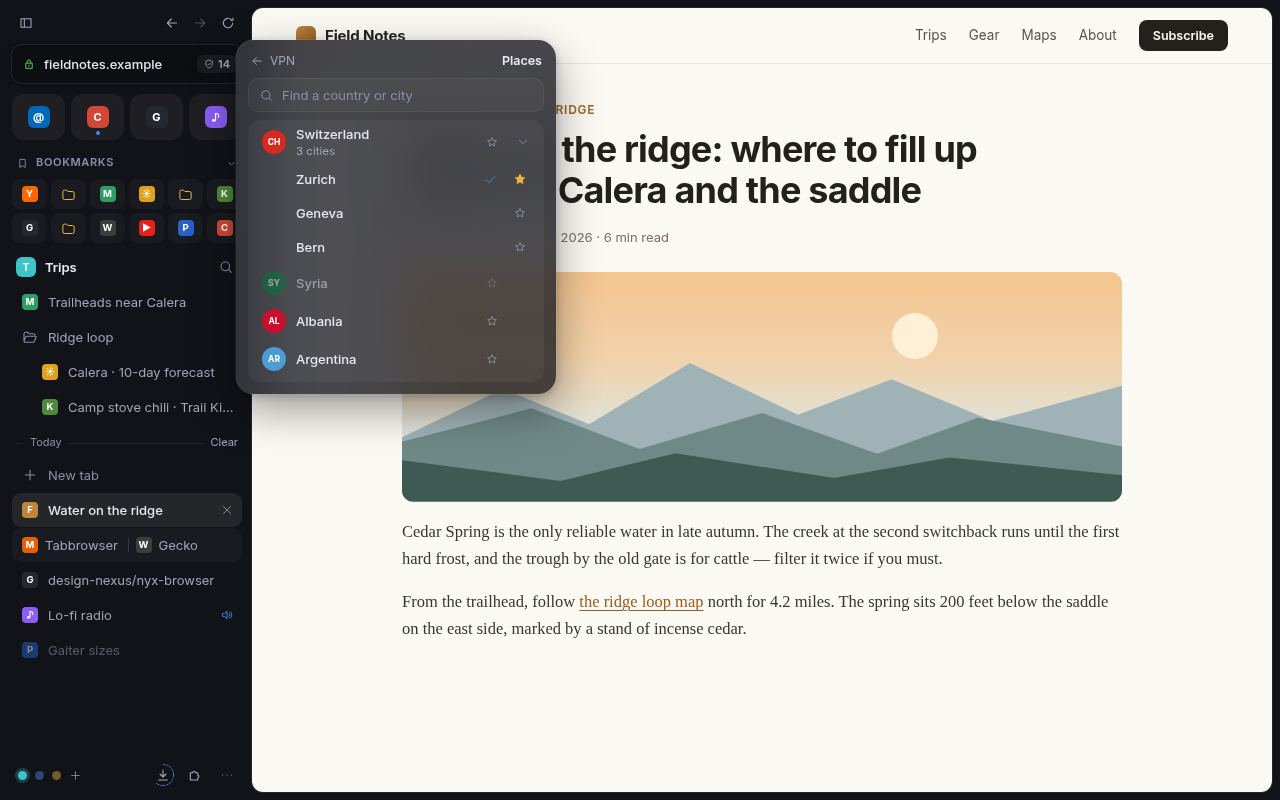 fieldnotes.example
14
@
C
G
BOOKMARKS
Y
M
K
G
W
P
C
T
Trips
M
Trailheads near Calera
Ridge loop
Calera · 10-day forecast
K
Camp stove chili · Trail Ki...
Today
Clear
New tab
F
Water on the ridge
M
Tabbrowser
W
Gecko
G
design-nexus/nyx-browser
Lo-fi radio
P
Gaiter sizes
VPN
Places
Find a country or city
CH
Switzerland
3 cities
Zurich
Geneva
Bern
SY
Syria
AL
Albania
AR
Argentina
Field Notes
Trips
Gear
Maps
About
Subscribe
RIDGE
the ridge: where to fill up
Calera and the saddle
2026 · 6 min read
Cedar Spring is the only reliable water in late autumn. The creek at the second switchback runs until the first
hard frost, and the trough by the old gate is for cattle — filter it twice if you must.
From the trailhead, follow the ridge loop map north for 4.2 miles. The spring sits 200 feet below the saddle
on the east side, marked by a stand of incense cedar.